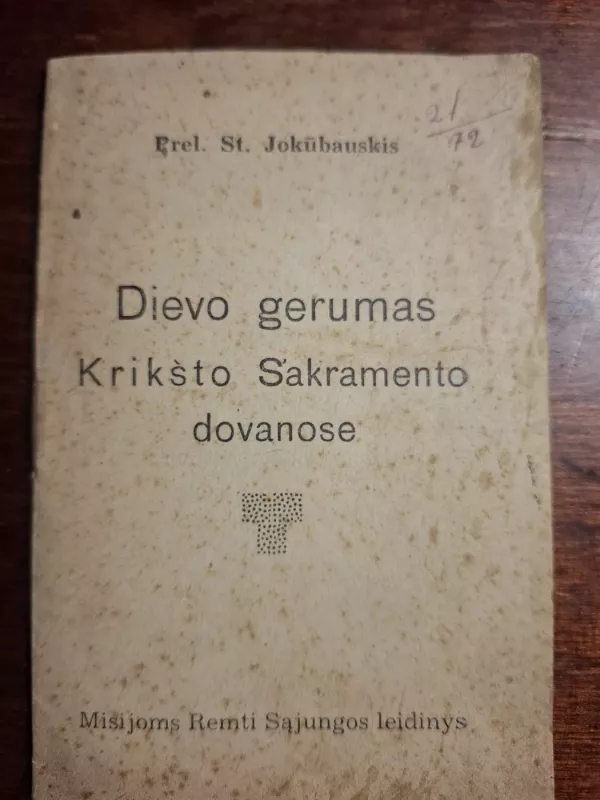 21
72
Prel. St. Jokūbauskis
Dievo gerumas
Krikšto Sakramento
dovanose
Misijoms Remti Sąjungos leidinys